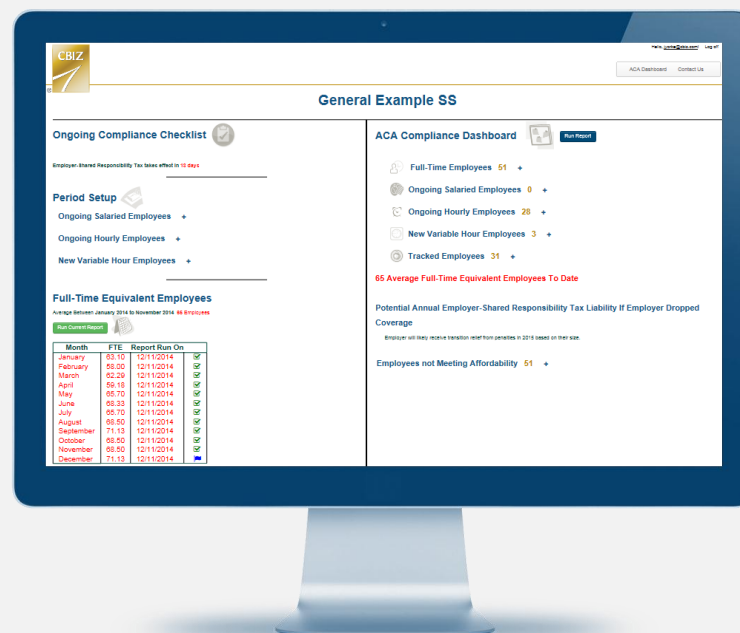 CBIZ
Log off
ACA Dashboard Contact Us
General Example SS
Ongoing Compliance Checklist
Employer-Shared Responsibility Tax takes effect in days
Period Setup
Ongoing Salaried Employees +
Ongoing Hourly Employees +
New Variable Hour Employees +
Full-Time Equivalent Employees
Average Between January 2014 to November 2014 65 Employees
Run Current Report
Month FTE Report Run On
January 63.10 12/11/2014
February 58.00 12/11/2014
March 62.29 12/11/2014
April 59.18 12/11/2014
May 65.70 12/11/2014
June 68.33 12/11/2014
July 65.70 12/11/2014
August 68.50 12/11/2014
September 71.13 12/11/2014
October 68.50 12/11/2014
November 68.50 12/11/2014
December 71.13 12/11/2014
ACA Compliance Dashboard Run Report
Full-Time Employees 51 +
Ongoing Salaried Employees 0 +
Ongoing Hourly Employees 28 +
New Variable Hour Employees 3 +
Tracked Employees 31 +
65 Average Full-Time Equivalent Employees To Date
Potential Annual Employer-Shared Responsibility Tax Liability If Employer Dropped
Coverage
Employer will likely receive transition relief from penalties in 2015 based on their size.
Employees not Meeting Affordability 51 +